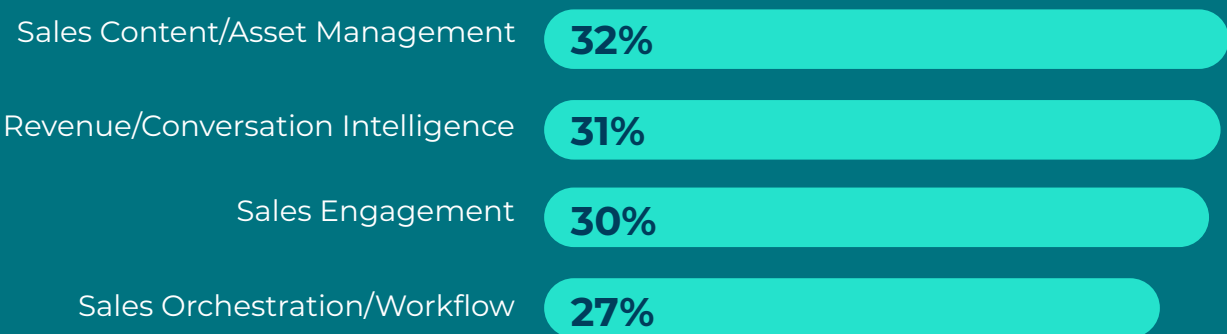 Sales Content/Asset Management 32%
Revenue/Conversation Intelligence 31%
Sales Engagement 30%
Sales Orchestration/Workflow 27%